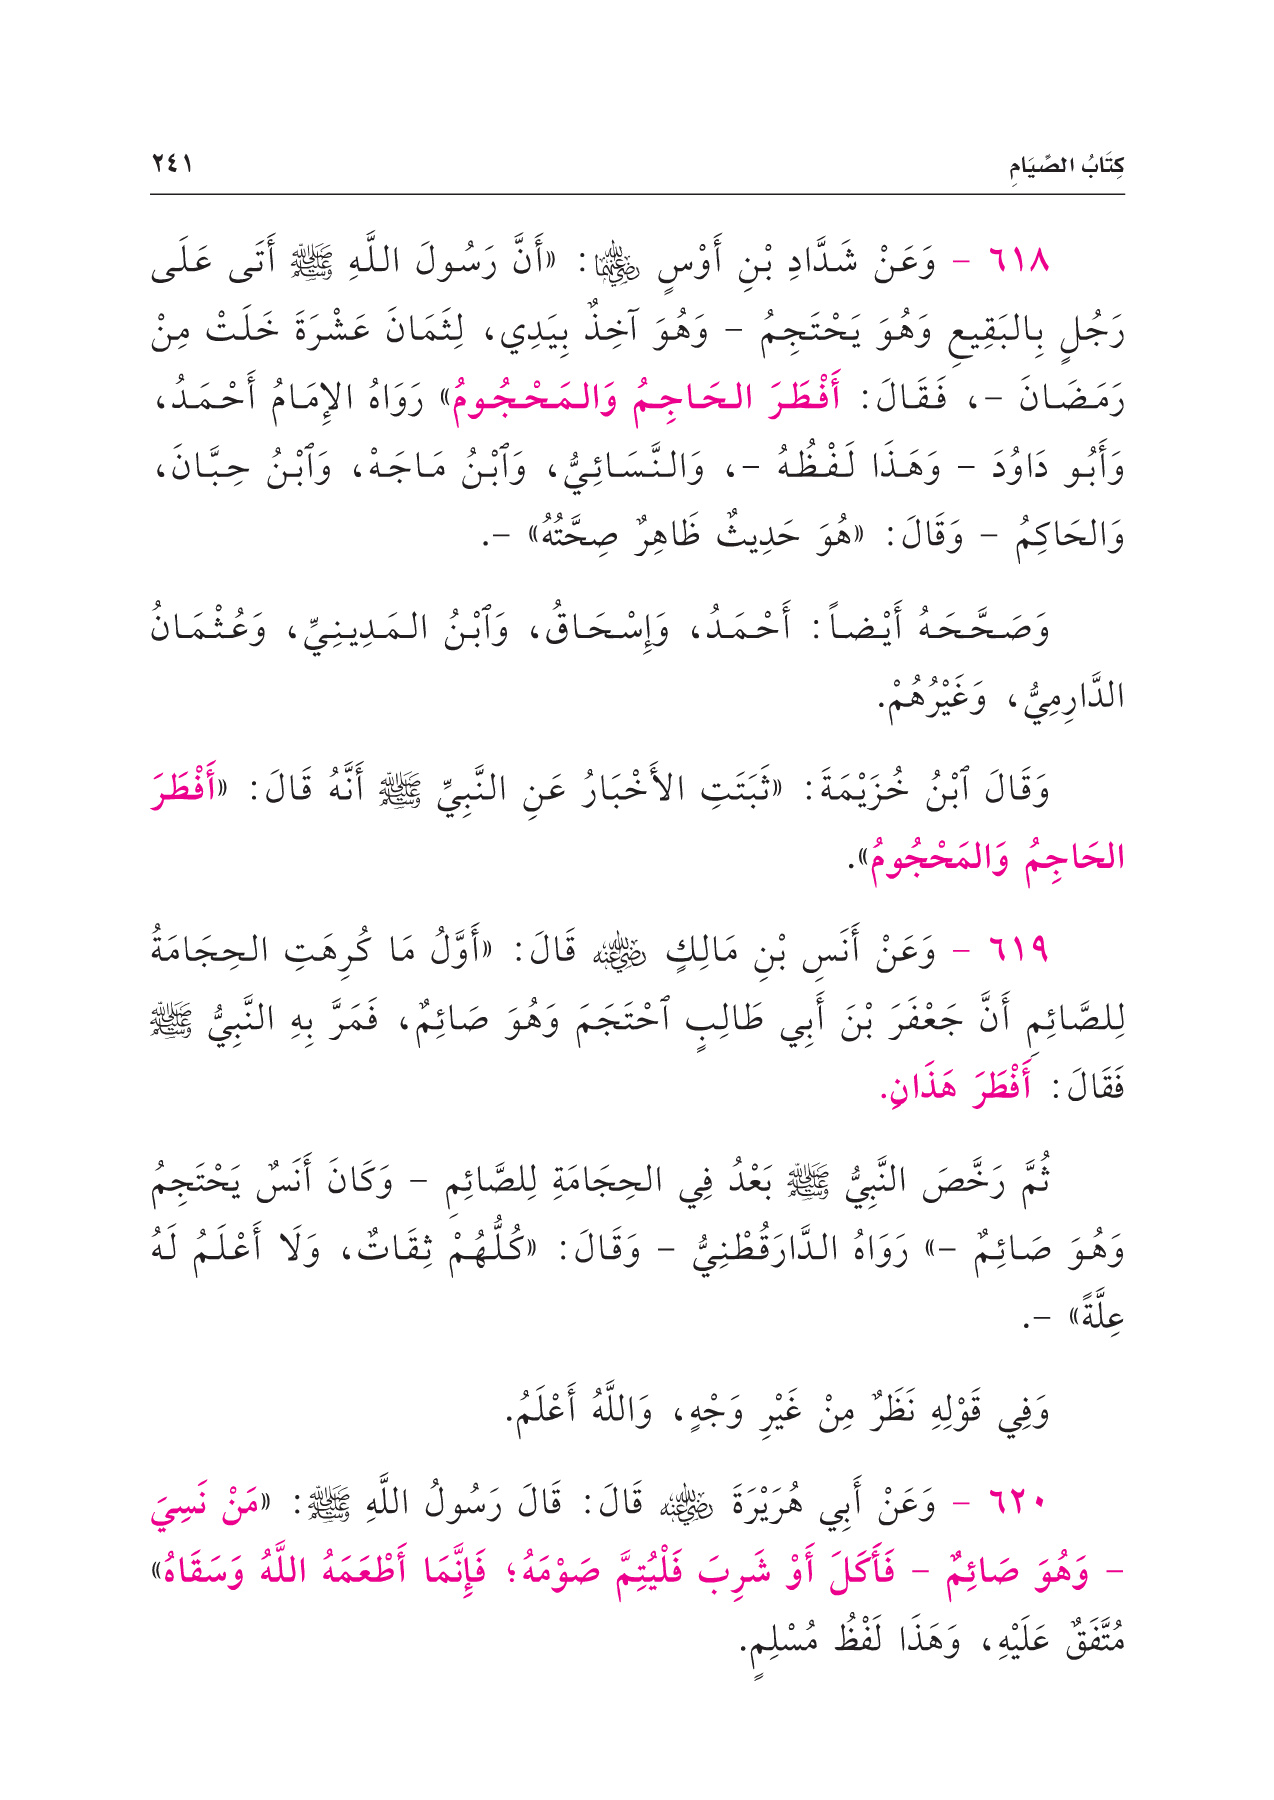 كِتَابُ الصِّيَامِ ٢٤١
٦١٨ - وَعَنْ شَدَّادِ بْنِ أَوْسٍ رضي الله عنهما: «أَنَّ رَسُولَ اللَّهِ ﷺ أَتَى عَلَى
رَجُلٍ بِالبَقِيعِ وَهُوَ يَحْتَجِمُ - وَهُوَ آخِذٌ بِيَدِي، لِثَمَانَ عَشْرَةَ خَلَتْ مِنْ
رَمَضَانَ -، فَقَالَ: أَفْطَرَ الحَاجِمُ وَالمَحْجُومُ» رَوَاهُ الإِمَامُ أَحْمَدُ،
وَأَبُو دَاوُدَ - وَهَذَا لَفْظُهُ -، وَالنَّسَائِيُّ، وَٱبْنُ مَاجَهْ، وَٱبْنُ حِبَّانَ،
وَالحَاكِمُ - وَقَالَ: «هُوَ حَدِيثٌ ظَاهِرٌ صِحَّتُهُ» -.
وَصَحَّحَهُ أَيْضاً: أَحْمَدُ، وَإِسْحَاقُ، وَٱبْنُ المَدِينِيِّ، وَعُثْمَانُ
الدَّارِمِيُّ، وَغَيْرُهُمْ.
وَقَالَ ٱبْنُ خُزَيْمَةَ: «ثَبَتَتِ الأَخْبَارُ عَنِ النَّبِيِّ ﷺ أَنَّهُ قَالَ: «أَفْطَرَ
الحَاجِمُ وَالمَحْجُومُ».
٦١٩ - وَعَنْ أَنَسِ بْنِ مَالِكٍ رضي الله عنه قَالَ: «أَوَّلُ مَا كُرِهَتِ الحِجَامَةُ
لِلصَّائِمِ أَنَّ جَعْفَرَ بْنَ أَبِي طَالِبٍ ٱحْتَجَمَ وَهُوَ صَائِمٌ، فَمَرَّ بِهِ النَّبِيُّ ﷺ
فَقَالَ: أَفْطَرَ هَذَانِ.
ثُمَّ رَخَّصَ النَّبِيُّ ﷺ بَعْدُ فِي الحِجَامَةِ لِلصَّائِمِ - وَكَانَ أَنَسٌ يَحْتَجِمُ
وَهُوَ صَائِمٌ -» رَوَاهُ الدَّارَقُطْنِيُّ - وَقَالَ: «كُلُّهُمْ ثِقَاتٌ، وَلَا أَعْلَمُ لَهُ
عِلَّةً» -.
وَفِي قَوْلِهِ نَظَرٌ مِنْ غَيْرِ وَجْهٍ، وَاللَّهُ أَعْلَمُ.
٦٢٠ - وَعَنْ أَبِي هُرَيْرَةَ رضي الله عنه قَالَ: قَالَ رَسُولُ اللَّهِ ﷺ: «مَنْ نَسِيَ
- وَهُوَ صَائِمٌ - فَأَكَلَ أَوْ شَرِبَ فَلْيُتِمَّ صَوْمَهُ؛ فَإِنَّمَا أَطْعَمَهُ اللَّهُ وَسَقَاهُ»
مُتَّفَقٌ عَلَيْهِ، وَهَذَا لَفْظُ مُسْلِمٍ.